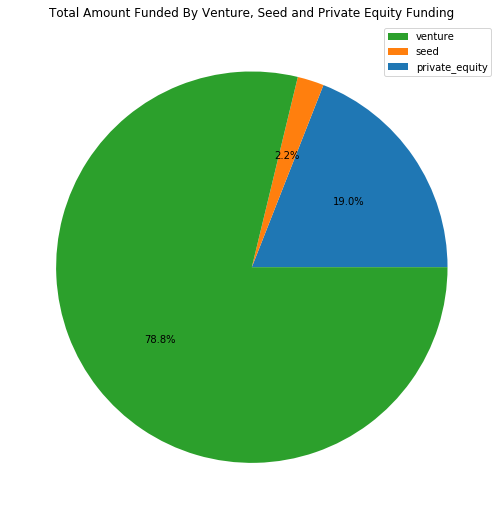 Total Amount Funded By Venture, Seed and Private Equity Funding
venture
seed
private_equity
2.2%
19.0%
78.8%